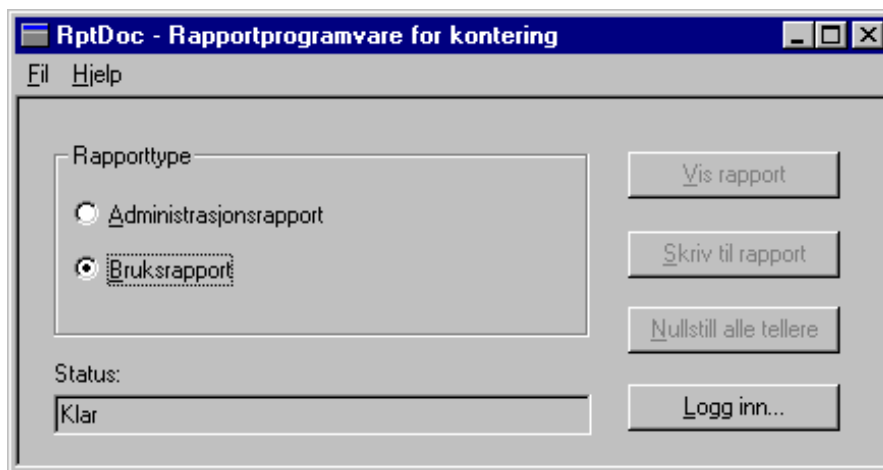 RptDoc - Rapportprogramvare for kontering
Fil Hjelp
Rapporttype
Administrasjonsrapport
Bruksrapport
Status:
Klar
Vis rapport
Skriv til rapport
Nullstill alle tellere
Logg inn...